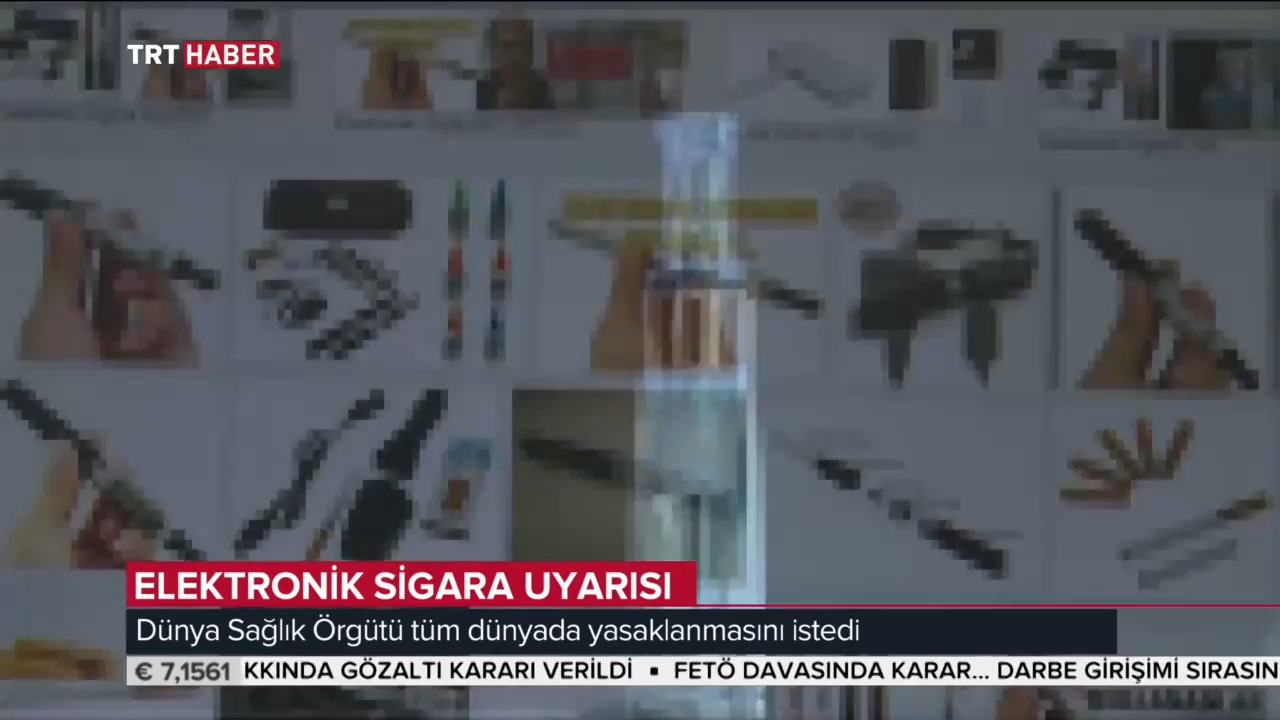 TRT HABER
ELEKTRONİK SİGARA UYARISI
Dünya Sağlık Örgütü tüm dünyada yasaklanmasını istedi
€ 7,1561 KKINDA GÖZALTI KARARI VERİLDİ ▪ FETÖ DAVASINDA KARAR... DARBE GİRİŞİMİ SIRASIN